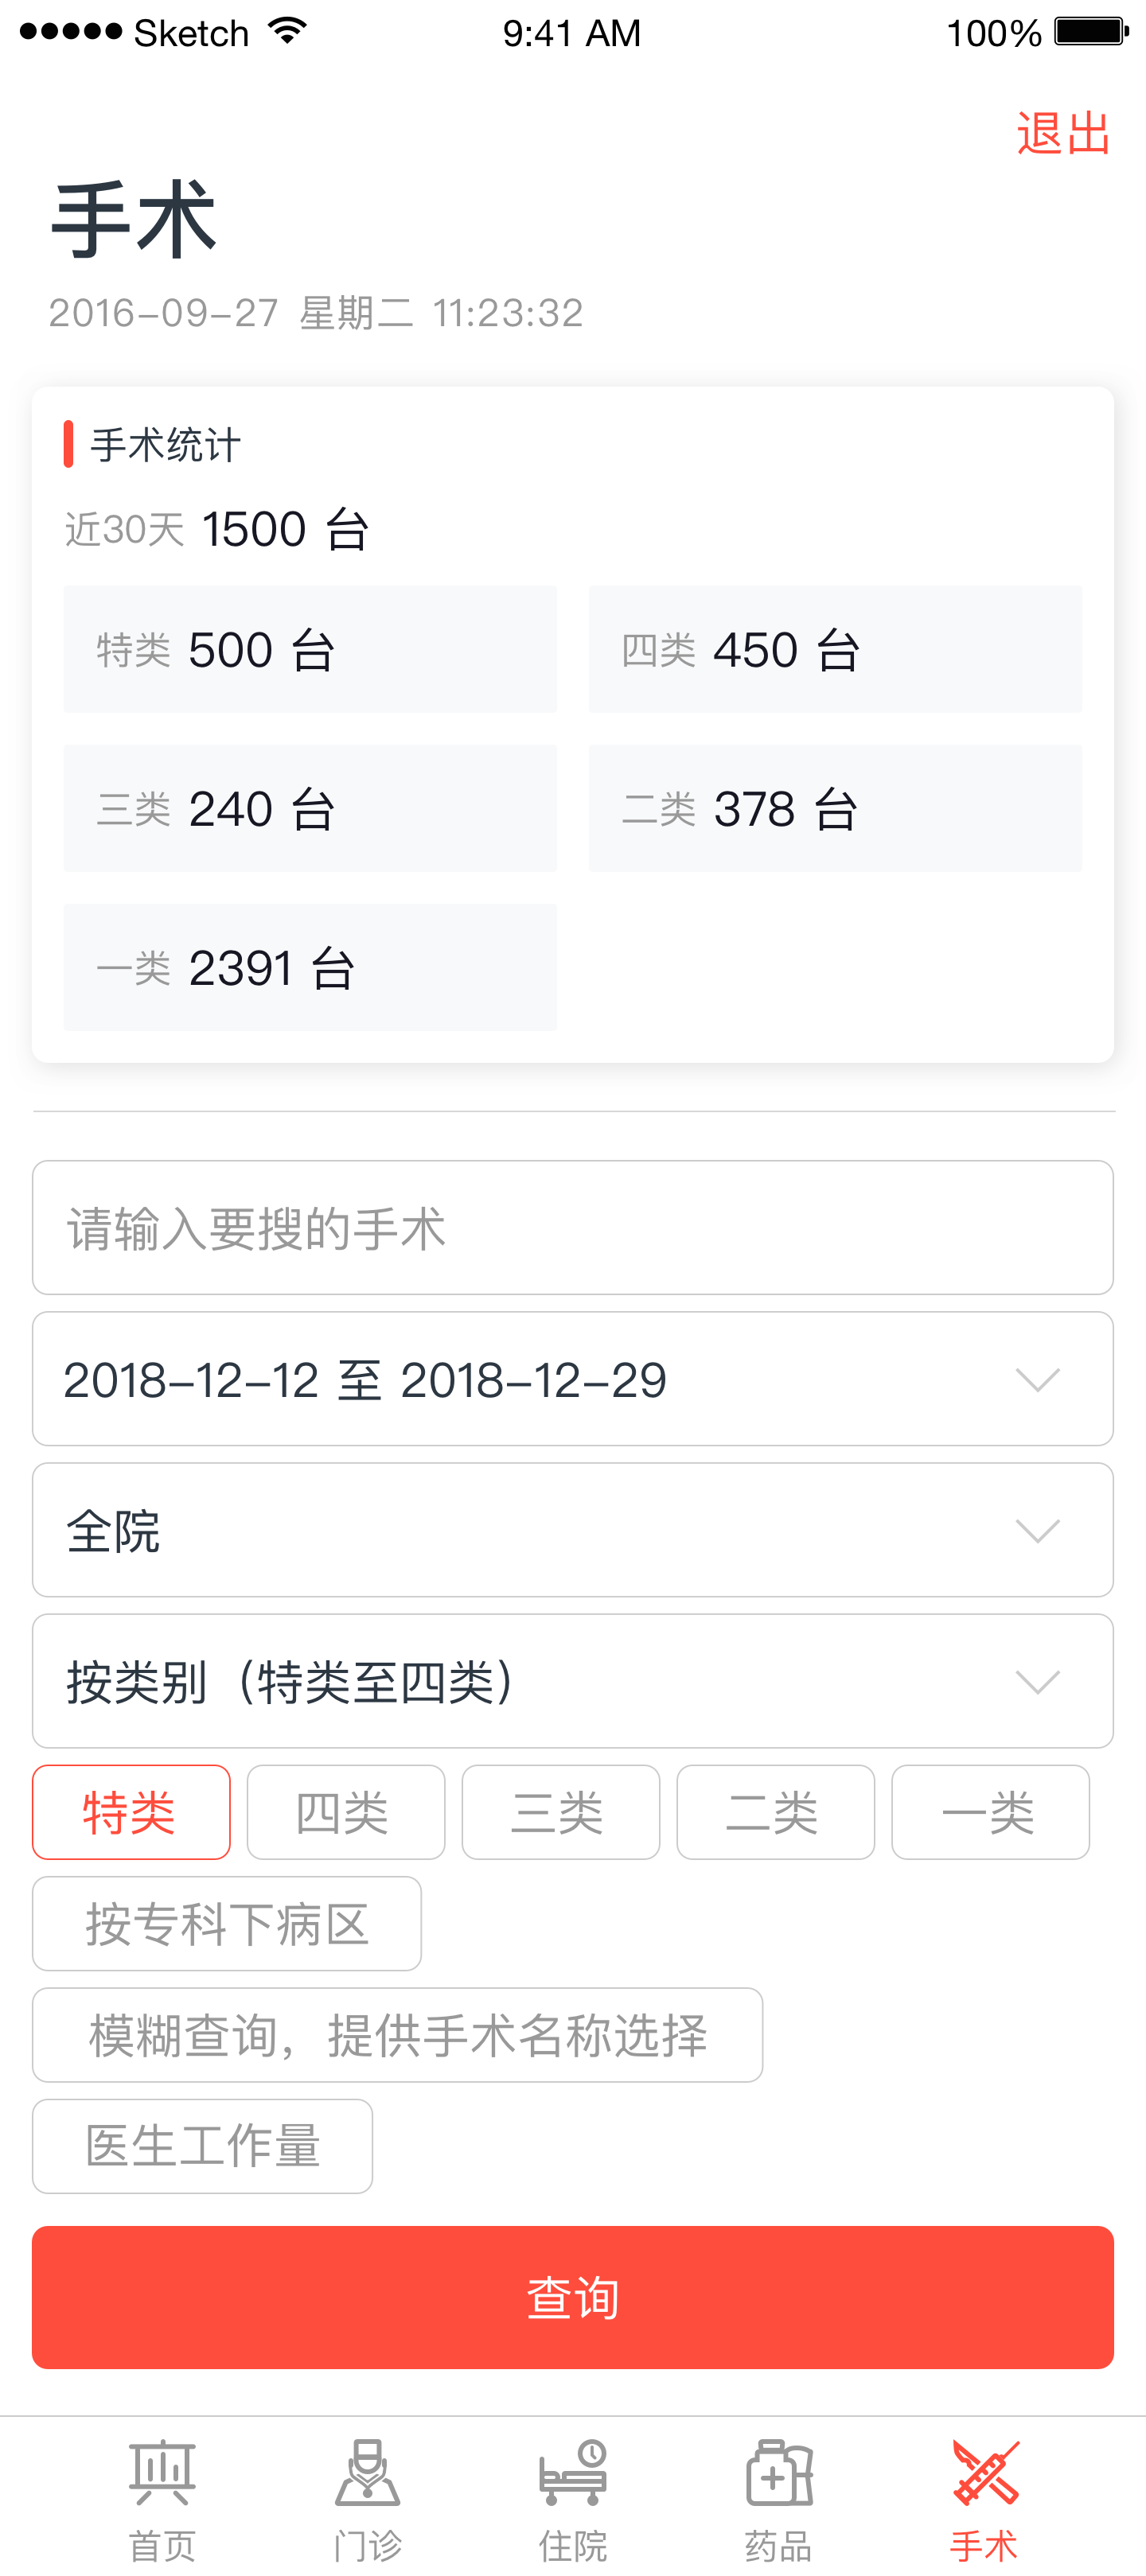 Sketch 9:41 AM 100%
退出
手术
2016-09-27 星期二 11:23:32
手术统计
近30天 1500 台
特类 500 台 四类 450 台
三类 240 台 二类 378 台
一类 2391 台
请输入要搜的手术
2018-12-12 至 2018-12-29
全院
按类别（特类至四类）
特类 四类 三类 二类 一类
按专科下病区
模糊查询，提供手术名称选择
医生工作量
查询
首页 门诊 住院 药品 手术